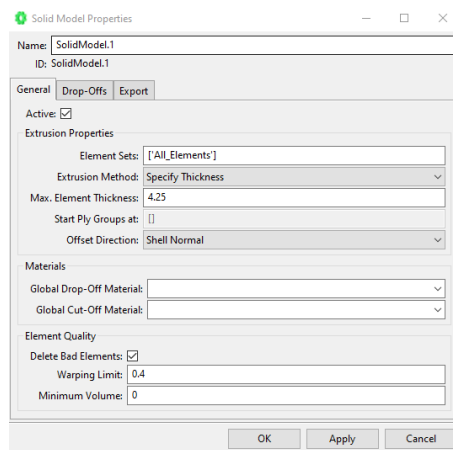 Solid Model Properties
Name: SolidModel.1
ID: SolidModel.1
General Drop-Offs Export
Active:
Extrusion Properties
Element Sets: ['All_Elements']
Extrusion Method: Specify Thickness
Max. Element Thickness: 4.25
Start Ply Groups at: []
Offset Direction: Shell Normal
Materials
Global Drop-Off Material:
Global Cut-Off Material:
Element Quality
Delete Bad Elements:
Warping Limit: 0.4
Minimum Volume: 0
OK Apply Cancel